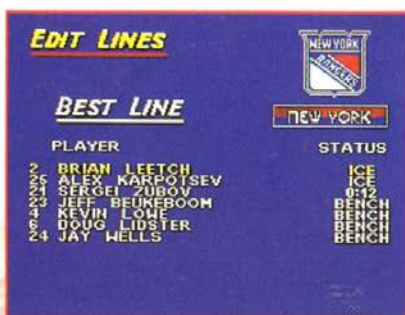 EDIT LINES
NEW YORK
RANGERS
BEST LINE
NEW YORK
PLAYER STATUS
2 BRIAN LEETCH ICE
26 ALEX KARPOTSEV ICE
21 SERGEI ZUBOV 0:12
23 JEFF BEUKEBOOM BENCH
4 KEVIN LOWE BENCH
6 DOUG LIDSTER BENCH
24 JAY WELLS BENCH